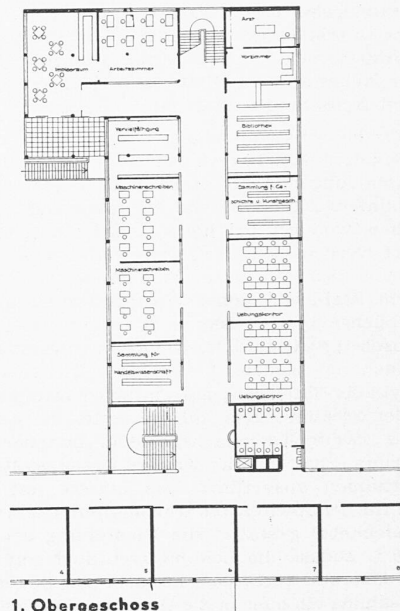 Arzt
Imbissraum
Arbeitszimmer
Vorzimmer
Vervielfältigung
Bibliothek
Maschinenschreiben
Sammlung f. Ge-
schichte u. Kunstgesch.
Maschinenschreiben
Uebungskontor
Sammlung für
Handelswissenschaft
Uebungskontor
4
5
6
7
8
1. Obergeschoss